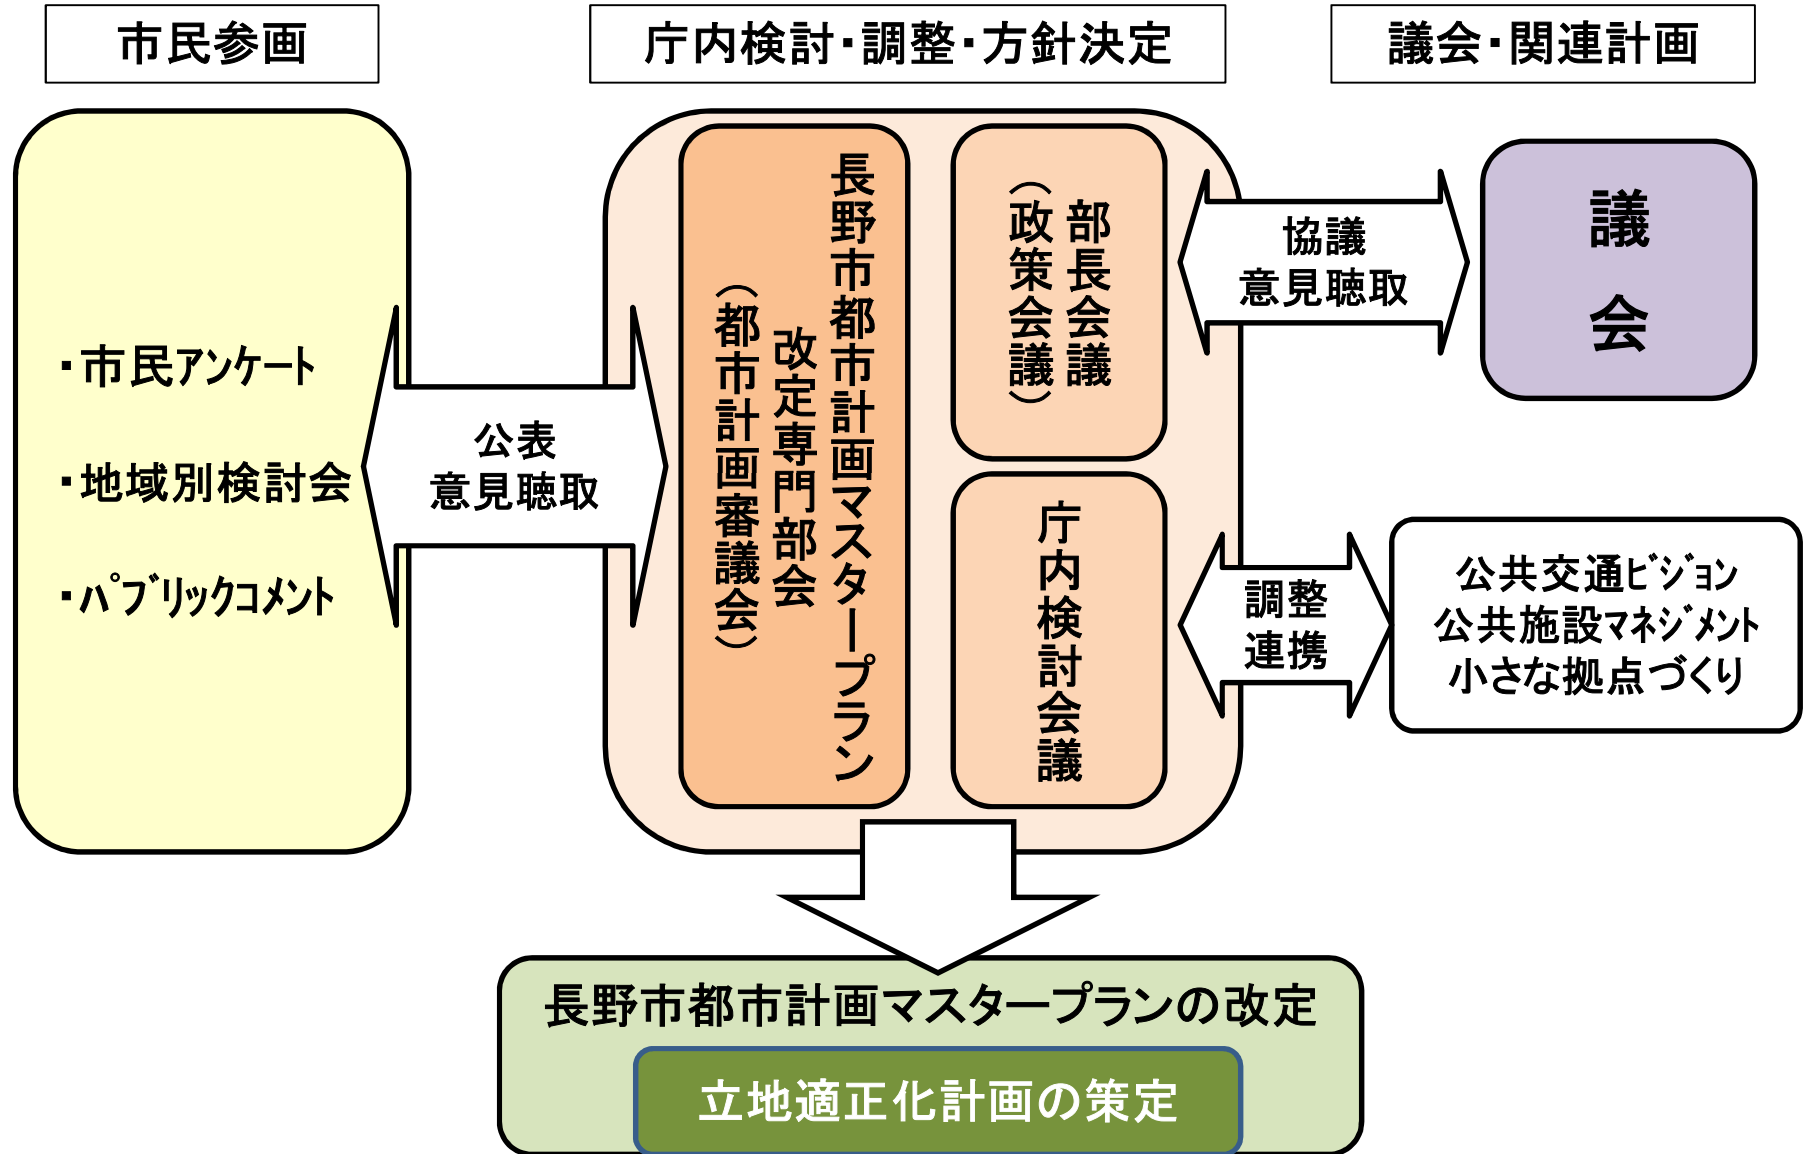 市民参画
庁内検討・調整・方針決定
議会・関連計画
・市民アンケート
・地域別検討会
・パブリックコメント
公表
意見聴取
長野市都市計画マスタープラン
改定専門部会
（都市計画審議会）
部長会議
（政策会議）
庁内検討会議
協議
意見聴取
議会
調整
連携
公共交通ビジョン
公共施設マネジメント
小さな拠点づくり
長野市都市計画マスタープランの改定
立地適正化計画の策定